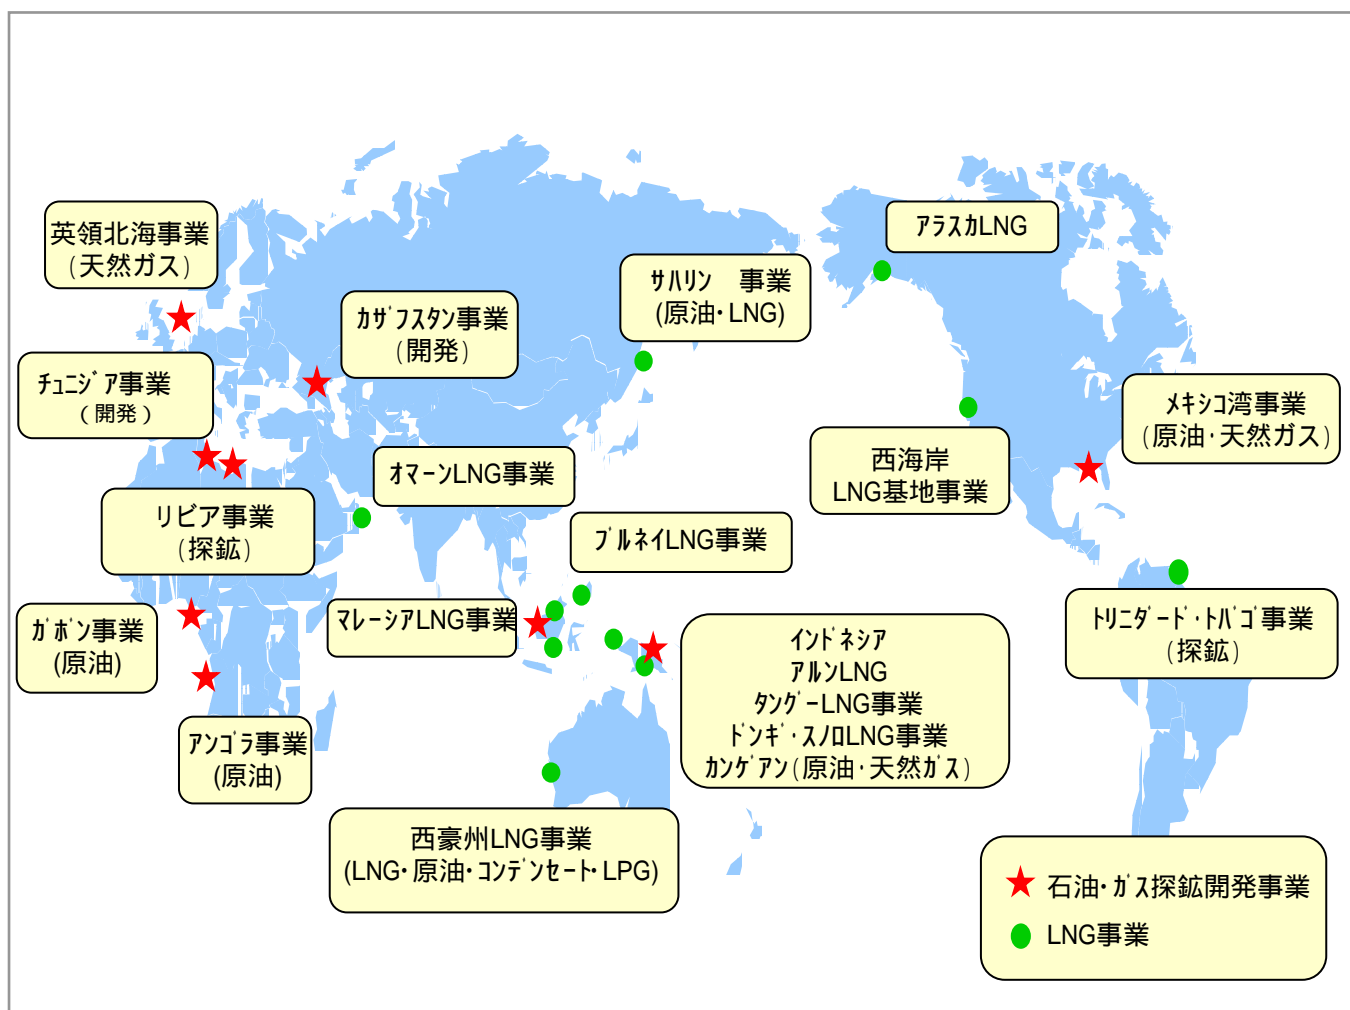 英領北海事業
(天然ガス)
アラスカLNG
サハリン　事業
(原油・LNG)
カザフスタン事業
(開発)
チュニジア事業
(開発)
メキシコ湾事業
(原油・天然ガス)
西海岸
LNG基地事業
オマーンLNG事業
リビア事業
(探鉱)
ブルネイLNG事業
マレーシアLNG事業
ガボン事業
(原油)
トリニダード・トバゴ事業
(探鉱)
インドネシア
アルンLNG
タングーLNG事業
ドンギ・スノロLNG事業
カンゲアン(原油・天然ガス)
アンゴラ事業
(原油)
西豪州LNG事業
(LNG・原油・コンデンセート・LPG)
石油・ガス探鉱開発事業
LNG事業